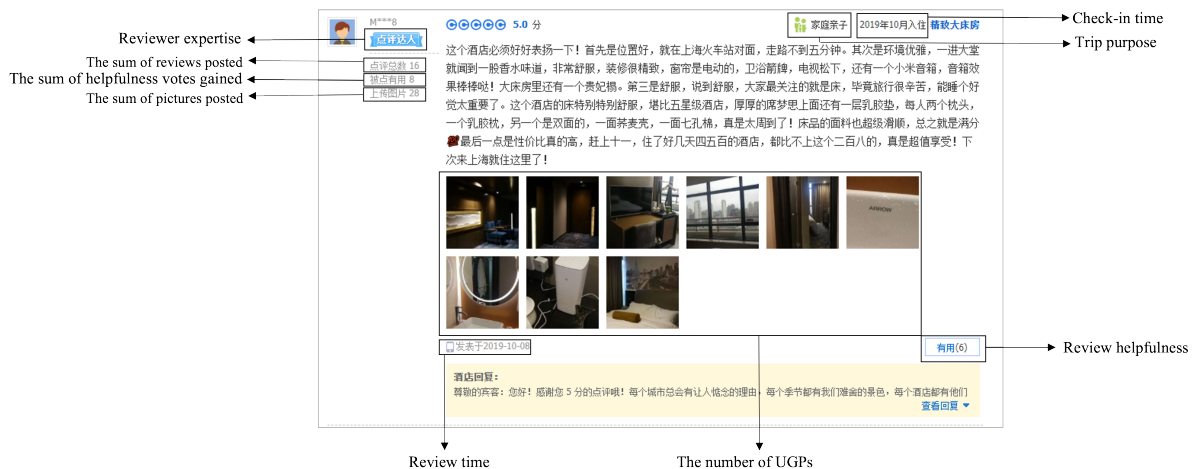 M***8
5.0 分
家庭亲子
2019年10月入住
精致大床房
Check-in time
Trip purpose
Reviewer expertise
点评达人
The sum of reviews posted
点评总数 16
The sum of helpfulness votes gained
被点有用 8
The sum of pictures posted
上传图片 28
这个酒店必须好好表扬一下！首先是位置好，就在上海火车站对面，走路不到五分钟。其次是环境优雅，一进大堂
就闻到一股香水味道，非常舒服，装修很精致，窗帘是电动的，卫浴箭牌，电视松下，还有一个小米音箱，音箱效
果棒棒哒！大床房里还有一个贵妃榻。第三是舒服，说到舒服，大家最关注的就是床，毕竟旅行很辛苦，能睡个好
觉太重要了。这个酒店的床特别特别舒服，堪比五星级酒店，厚厚的席梦思上面还有一层乳胶垫，每人两个枕头，
一个乳胶枕，另一个是双面的，一面荞麦壳，一面七孔棉，真是太周到了！床品的面料也超级滑顺，总之就是满分
最后一点是性价比真的高，赶上十一，住了好几天四五百的酒店，都比不上这个二百八的，真是超值享受！下
次来上海就住这里了！
ARROW
发表于2019-10-08
有用(6)
Review helpfulness
酒店回复：
尊敬的宾客：您好！感谢您 5 分的点评哦！每个城市总会有让人惦念的理由，每个季节都有我们雅舍的景色，每个酒店都有他们
查看回复
Review time
The number of UGPs